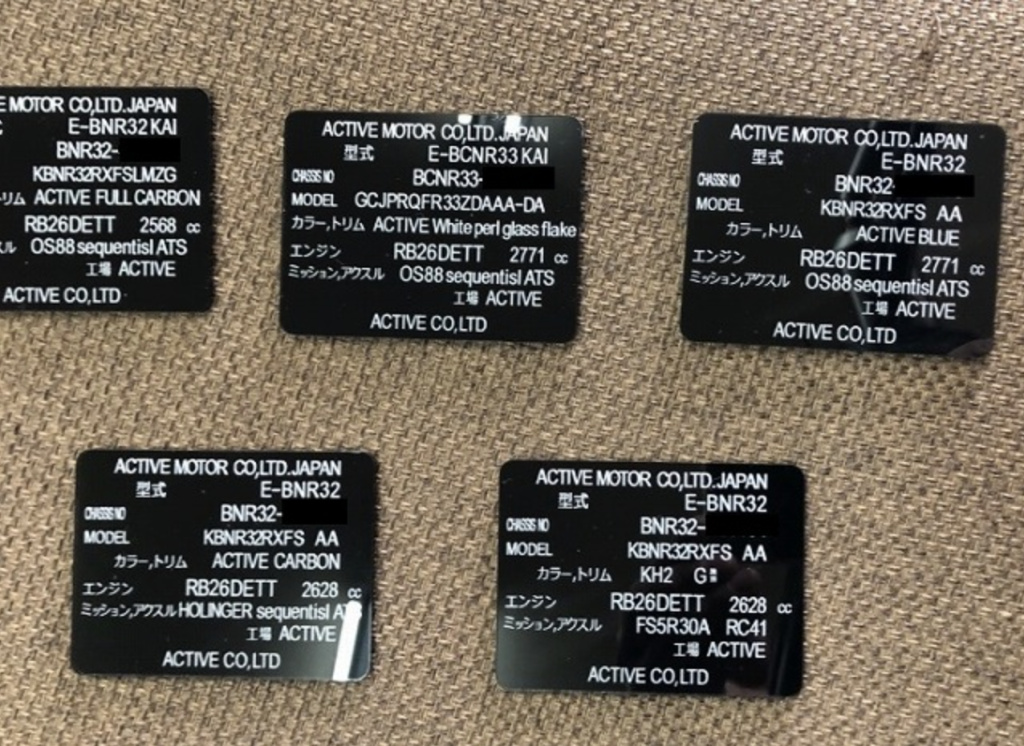 E MOTOR CO,LTD.JAPAN
E-BNR32 KAI
BNR32-
KBNR32RXFSLMZG
リム ACTIVE FULL CARBON
RB26DETT 2568 cc
ル OS88 sequentisl ATS
工場 ACTIVE
ACTIVE CO,LTD
ACTIVE MOTOR CO,LTD.JAPAN
型式 E-BCNR33 KAI
CHASSIS NO BCNR33-
MODEL GCJPRQFR33ZDAAA-DA
カラー,トリム ACTIVE White perl glass flake
エンジン RB26DETT 2771 cc
ミッション,アクスル OS88 sequentisl ATS
工場 ACTIVE
ACTIVE CO,LTD
ACTIVE MOTOR CO,LTD.JAPAN
型式 E-BNR32
CHASSIS NO BNR32-
MODEL KBNR32RXFS AA
カラー,トリム ACTIVE BLUE
エンジン RB26DETT 2771 cc
ミッション,アクスル OS88 sequentisl ATS
工場 ACTIVE
ACTIVE CO,LTD
ACTIVE MOTOR CO,LTD.JAPAN
型式 E-BNR32
CHASSIS NO BNR32-
MODEL KBNR32RXFS AA
カラー,トリム ACTIVE CARBON
エンジン RB26DETT 2628 cc
ミッション,アクスル HOLINGER sequentisl ATS
工場 ACTIVE
ACTIVE CO,LTD
ACTIVE MOTOR CO,LTD.JAPAN
型式 E-BNR32
CHASSIS NO BNR32-
MODEL KBNR32RXFS AA
カラー,トリム KH2 G
エンジン RB26DETT 2628 cc
ミッション,アクスル FS5R30A RC41
工場 ACTIVE
ACTIVE CO,LTD